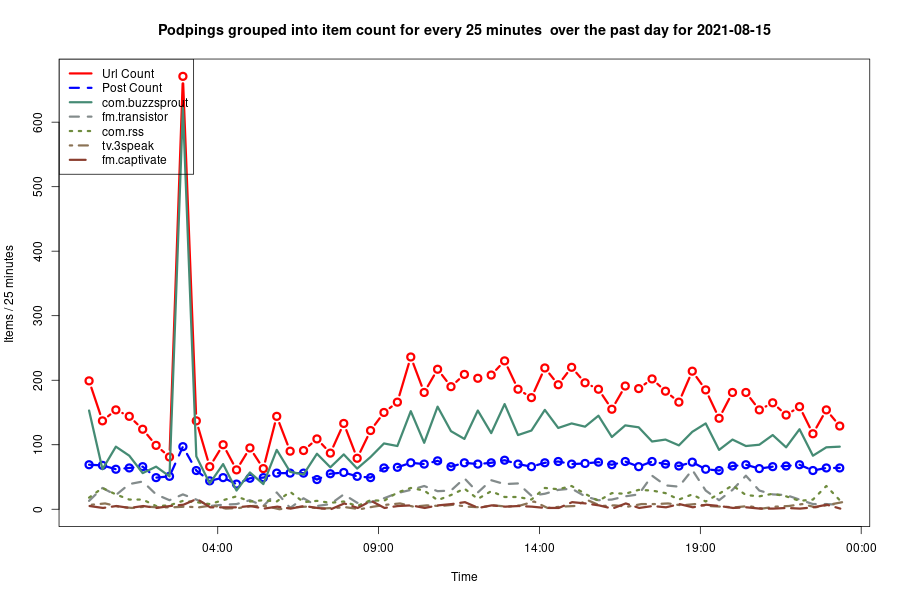 Podpings grouped into item count for every 25 minutes  over the past day for 2021-08-15
Url Count
Post Count
com.buzzsprout
fm.transistor
com.rss
tv.3speak
fm.captivate
Items / 25 minutes
600
500
400
300
200
100
0
04:00
09:00
14:00
19:00
00:00
Time